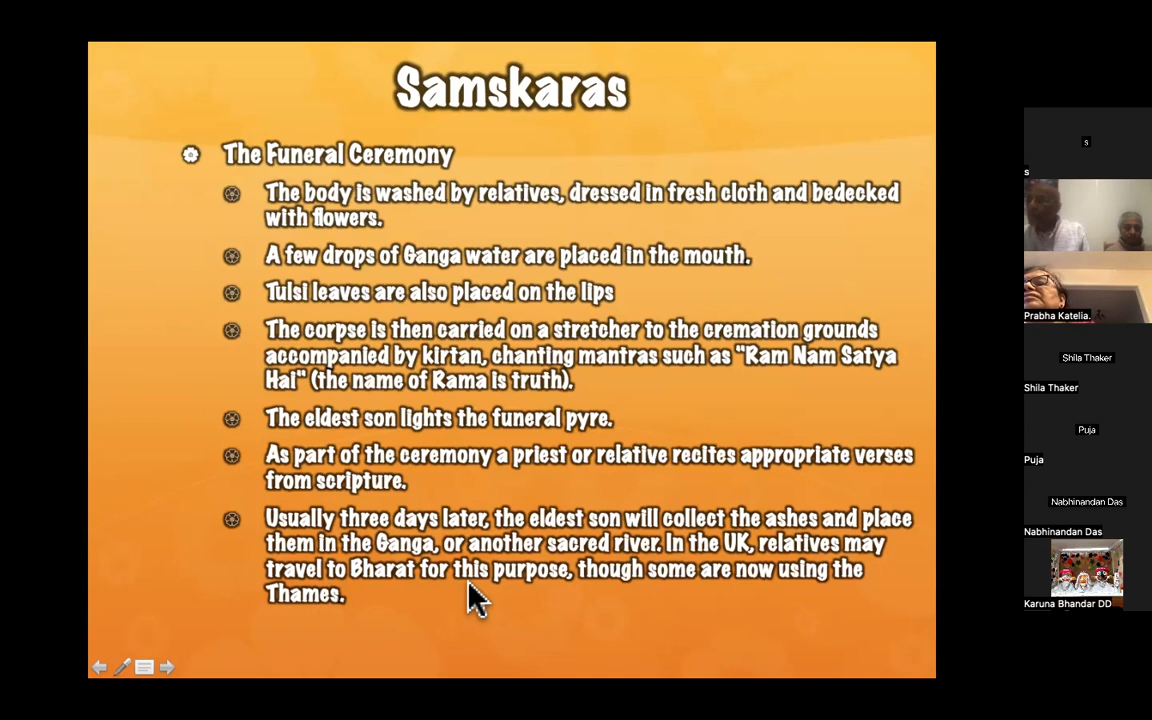 Samskaras
The Funeral Ceremony
The body is washed by relatives, dressed in fresh cloth and bedecked
with flowers.
A few drops of Ganga water are placed in the mouth.
Tulsi leaves are also placed on the lips
The corpse is then carried on a stretcher to the cremation grounds
accompanied by kirtan, chanting mantras such as "Ram Nam Satya
Hai" (the name of Rama is truth).
The eldest son lights the funeral pyre.
As part of the ceremony a priest or relative recites appropriate verses
from scripture.
Usually three days later, the eldest son will collect the ashes and place
them in the Ganga, or another sacred river. In the UK, relatives may
travel to Bharat for this purpose, though some are now using the
Thames.
s
s
Prabha Katelia.
Shila Thaker
Shila Thaker
Puja
Puja
Nabhinandan Das
Nabhinandan Das
Karuna Bhandar DD